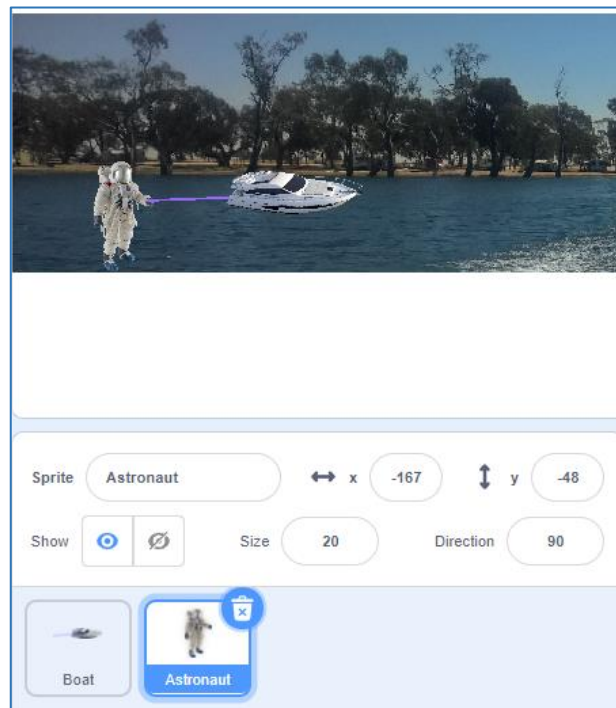 Sprite Astronaut x -167 y -48
Show Size 20 Direction 90
Boat Astronaut